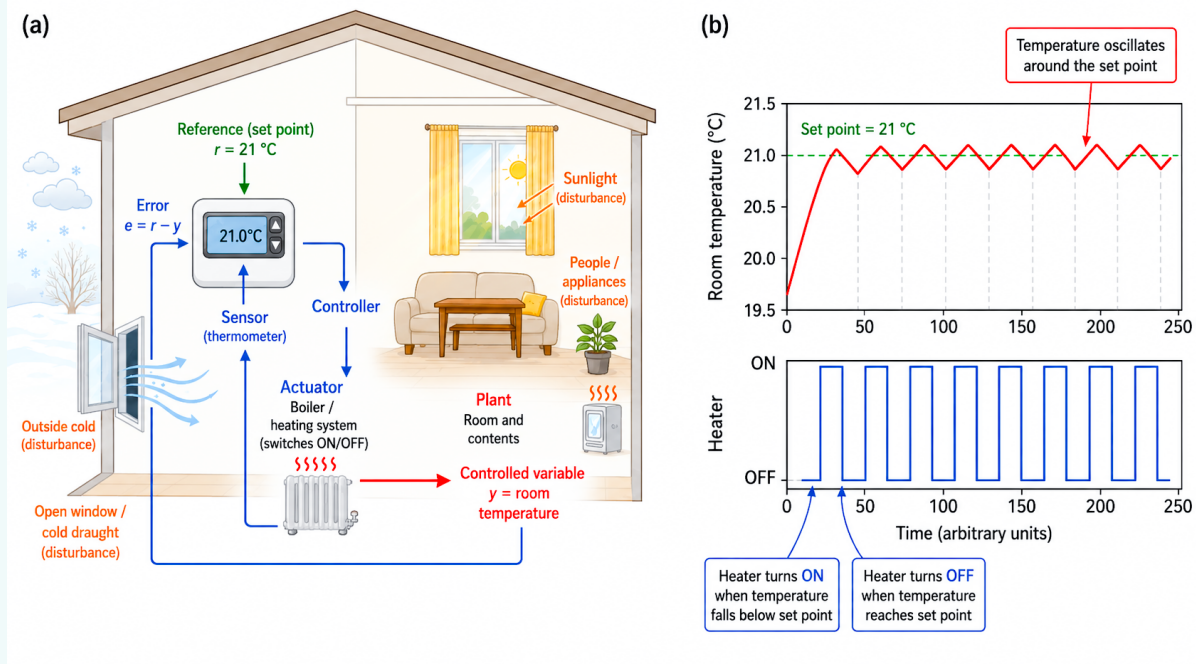 (a)
Reference (set point)
r = 21 °C
Error
e = r – y
21.0°C
Sensor
(thermometer)
Controller
Actuator
Boiler /
heating system
(switches ON/OFF)
Outside cold
(disturbance)
Open window /
cold draught
(disturbance)
Sunlight
(disturbance)
People /
appliances
(disturbance)
Plant
Room and
contents
Controlled variable
y = room
temperature
(b)
Temperature oscillates
around the set point
Room temperature (°C)
21.5
21.0
20.5
20.0
19.5
Set point = 21 °C
0 50 100 150 200 250
Heater
ON
OFF
0 50 100 150 200 250
Time (arbitrary units)
Heater turns ON
when temperature
falls below set point
Heater turns OFF
when temperature
reaches set point